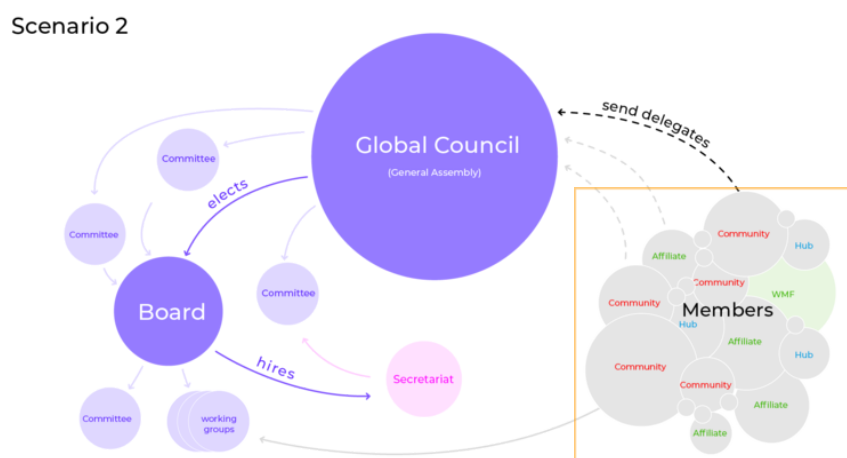 Scenario 2
send delegates
Global Council
(General Assembly)
Committee
elects
Committee
Committee
Board
hires
Secretariat
Committee
working
groups
Community
Hub
Affiliate
Community
WMF
Community
Members
Hub
Affiliate
Hub
Community
Community
Affiliate
Affiliate